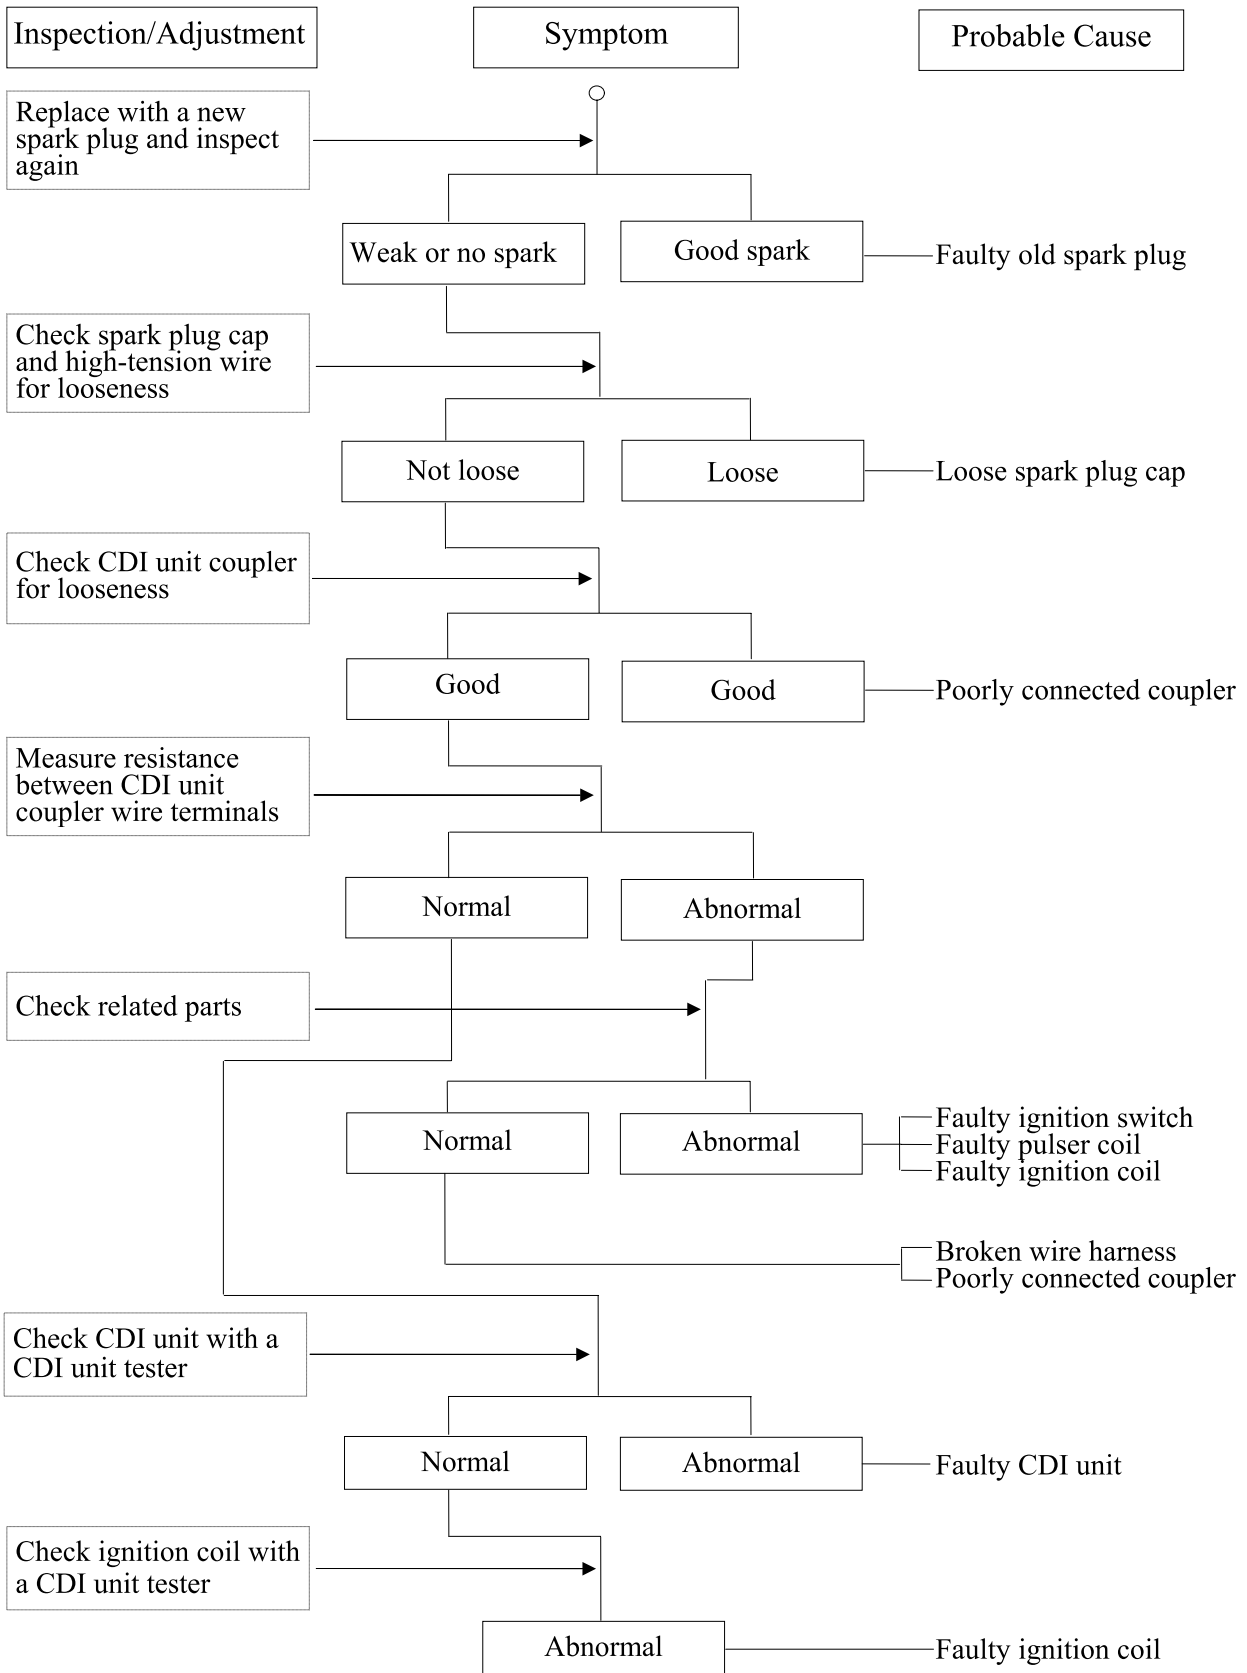 Inspection/Adjustment
Symptom
Probable Cause
Replace with a new
spark plug and inspect
again
Weak or no spark
Good spark
Faulty old spark plug
Check spark plug cap
and high-tension wire
for looseness
Not loose
Loose
Loose spark plug cap
Check CDI unit coupler
for looseness
Good
Good
Poorly connected coupler
Measure resistance
between CDI unit
coupler wire terminals
Normal
Abnormal
Check related parts
Normal
Abnormal
Faulty ignition switch
Faulty pulser coil
Faulty ignition coil
Broken wire harness
Poorly connected coupler
Check CDI unit with a
CDI unit tester
Normal
Abnormal
Faulty CDI unit
Check ignition coil with
a CDI unit tester
Abnormal
Faulty ignition coil